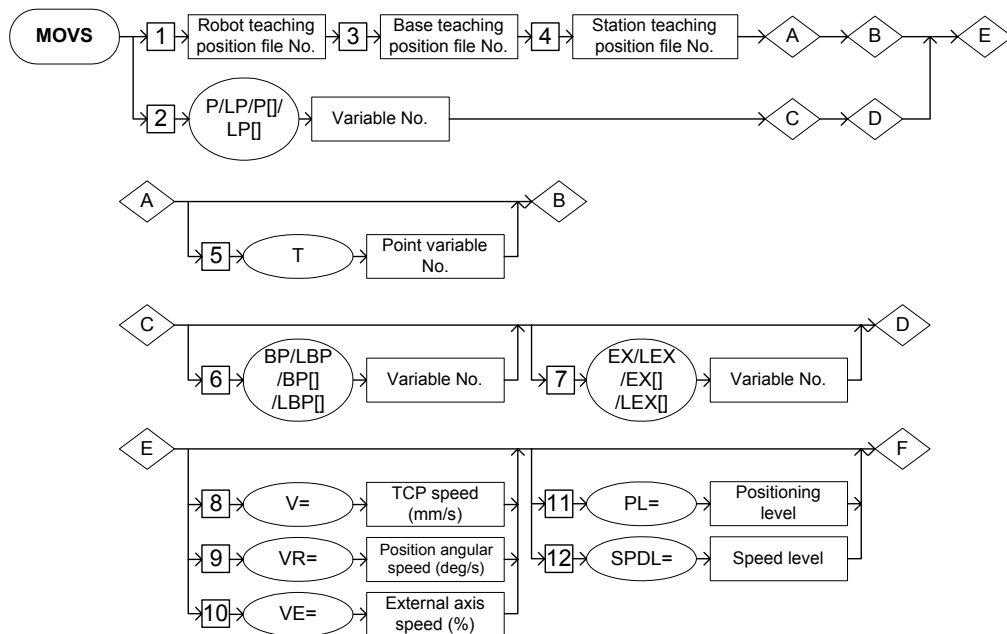 MOVS
1
Robot teaching
position file No.
3
Base teaching
position file No.
4
Station teaching
position file No.
A
B
E
2
P/LP/P[]/
LP[]
Variable No.
C
D
A
B
5
T
Point variable
No.
C
D
6
BP/LBP
/BP[]
/LBP[]
Variable No.
7
EX/LEX
/EX[]
/LEX[]
Variable No.
E
F
8
V=
TCP speed
(mm/s)
11
PL=
Positioning
level
9
VR=
Position angular
speed (deg/s)
12
SPDL=
Speed level
10
VE=
External axis
speed (%)